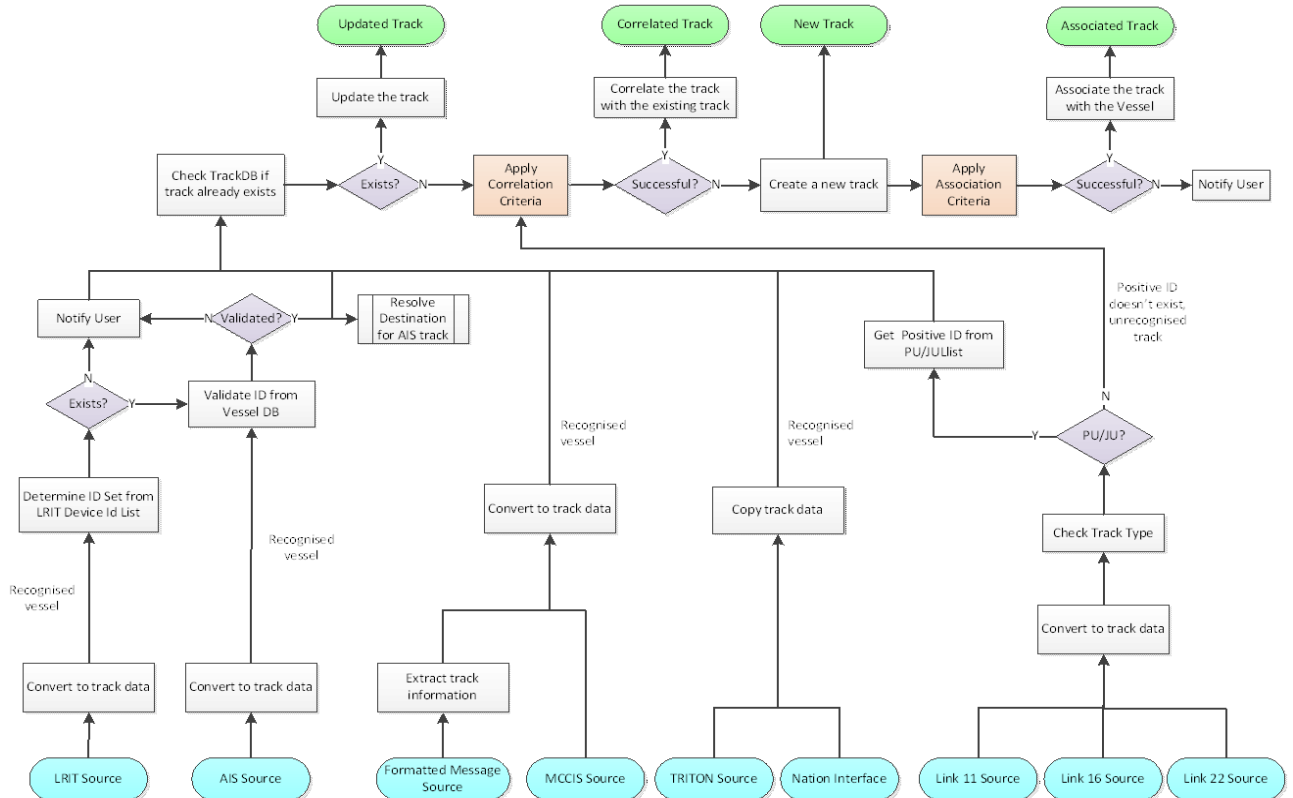 Updated Track
Correlated Track
New Track
Associated Track
Update the track
Correlate the track
with the existing track
Associate the track
with the Vessel
Y
Y
Y
Check TrackDB if
track already exists
Exists?
N
Apply
Correlation
Criteria
Successful?
N
Create a new track
Apply
Association
Criteria
Successful?
N
Notify User
Notify User
N
Validated?
Y
Resolve
Destination
for AIS track
Get Positive ID from
PU/JUList
Positive ID
doesn't exist,
unrecognised
track
N
Exists?
Y
Validate ID from
Vessel DB
Recognised
vessel
Recognised
vessel
N
Y
PU/JU?
Determine ID Set from
LRIT Device Id List
Convert to track data
Copy track data
Check Track Type
Recognised
vessel
Recognised
vessel
Convert to track data
Convert to track data
Convert to track data
Extract track
information
LRIT Source
AIS Source
Formatted Message
Source
MCCIS Source
TRITON Source
Nation Interface
Link 11 Source
Link 16 Source
Link 22 Source